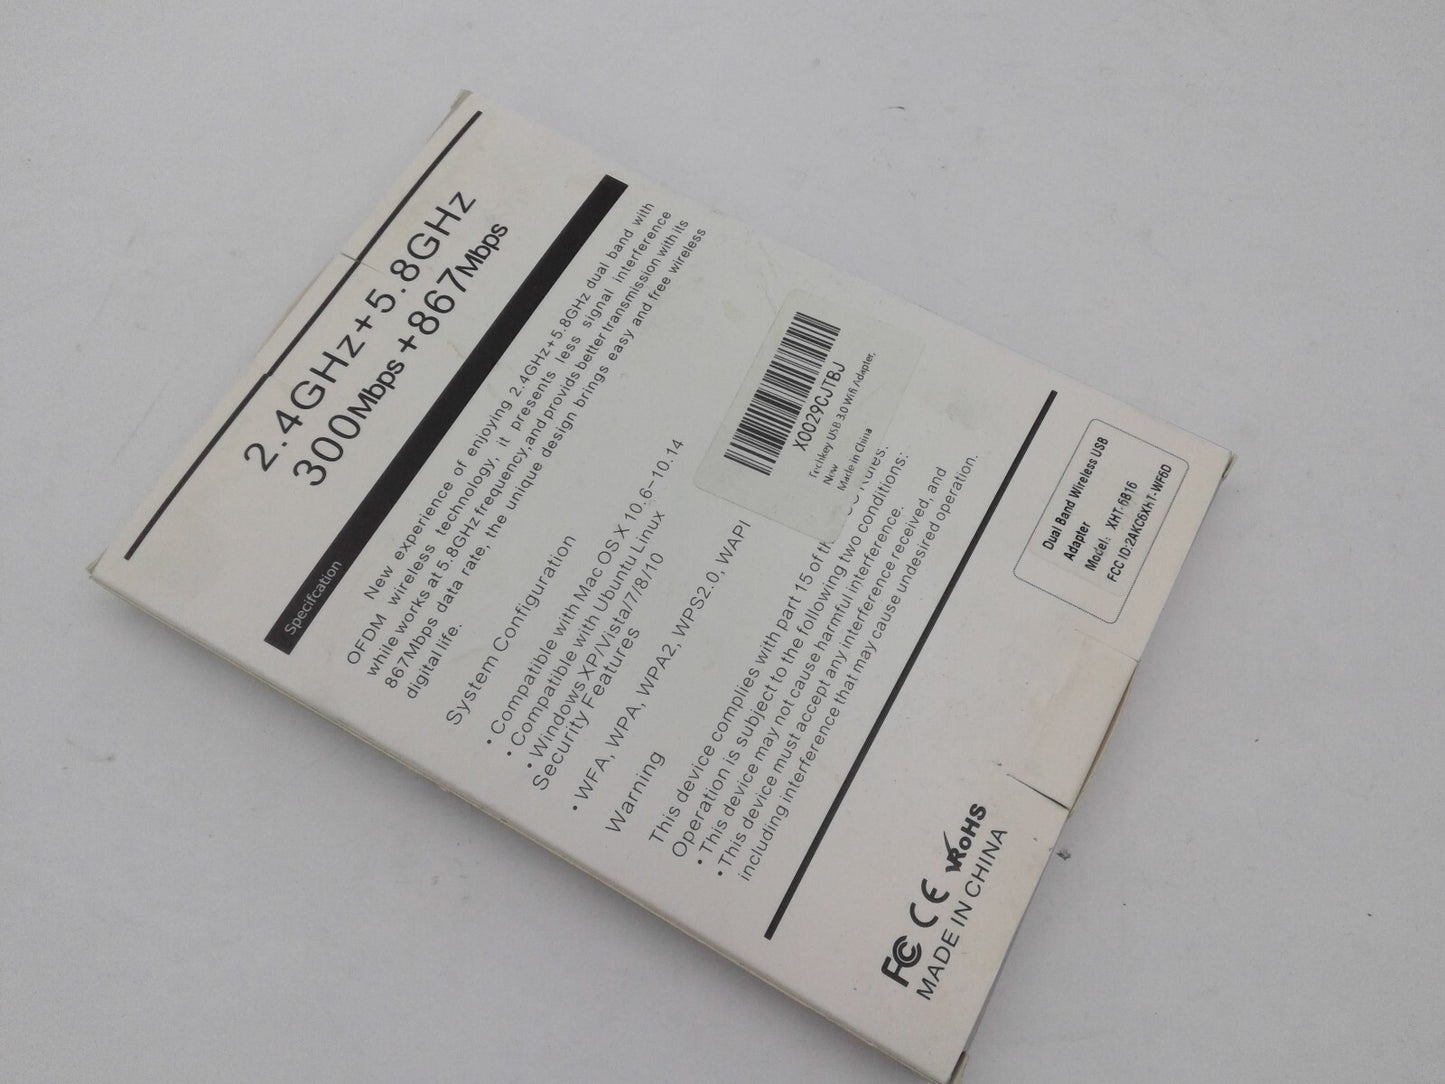 2.4GHz+5.8GHz
300Mbps+867Mbps
Specifcation
New experience of enjoying 2.4GHz+5.8GHz dual band with
OFDM wireless technology, it presents less signal interference
while works at 5.8GHz frequency,and provids better transmission with its
867Mbps data rate, the unique design brings easy and free wireless
digital life.
System Configuration
• Compatible with Mac OS X 10.6~10.14
• Compatible with Ubuntu Linux
• Windows XP/Vista/7/8/10
Security Features
• WFA, WPA, WPA2, WPS2.0, WAPI
Warning
This device complies with part 15 of Rules.
Operation is subject to the following two conditions:
• This device may not cause harmful interference.
• This device must accept any interference received, and
including interference that may cause undesired operation.
X0029CJTBJ
Techkey USB 3.0 Wifi Adapter,
New
Made in China
Dual Band Wireless USB
Adapter
Model: XHT-6B16
FCC ID:2AKC6XHT-WF6D
FC CE RoHS
MADE IN CHINA